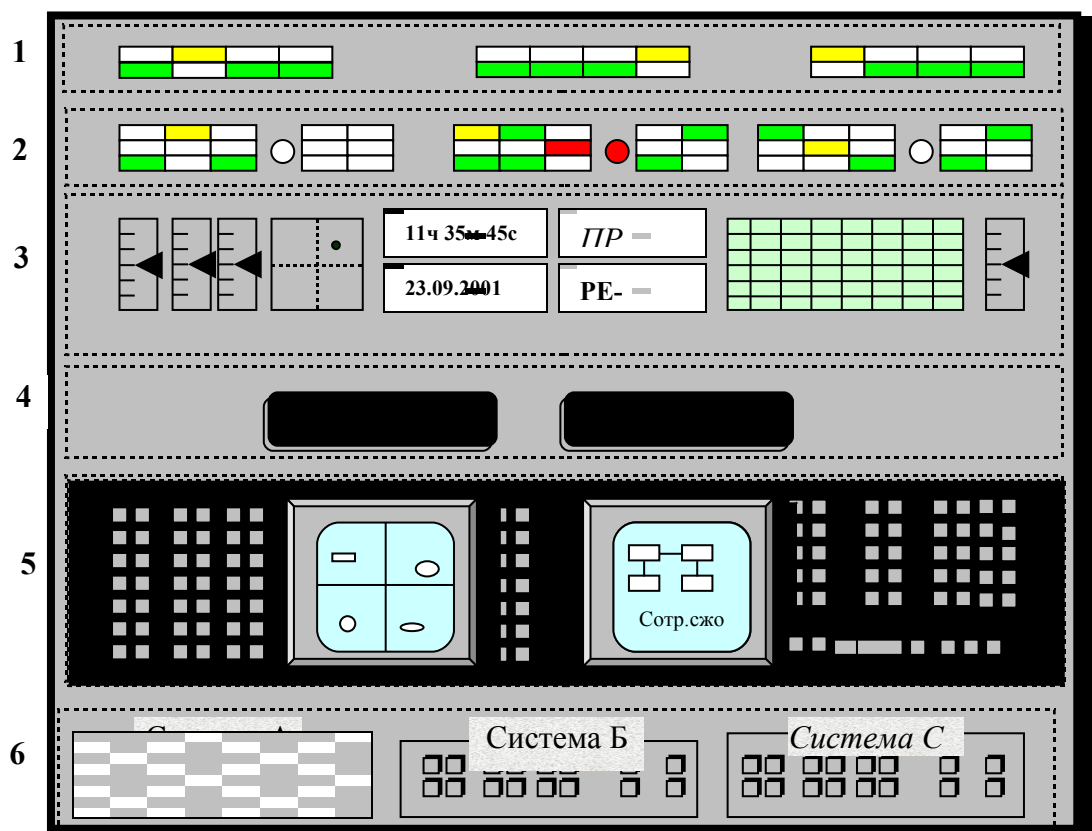 1
2
11ч 35м 45с
ПР
3
23.09.2001
РЕ-
4
5
Сотр.сжо
6
Система Б
Система С